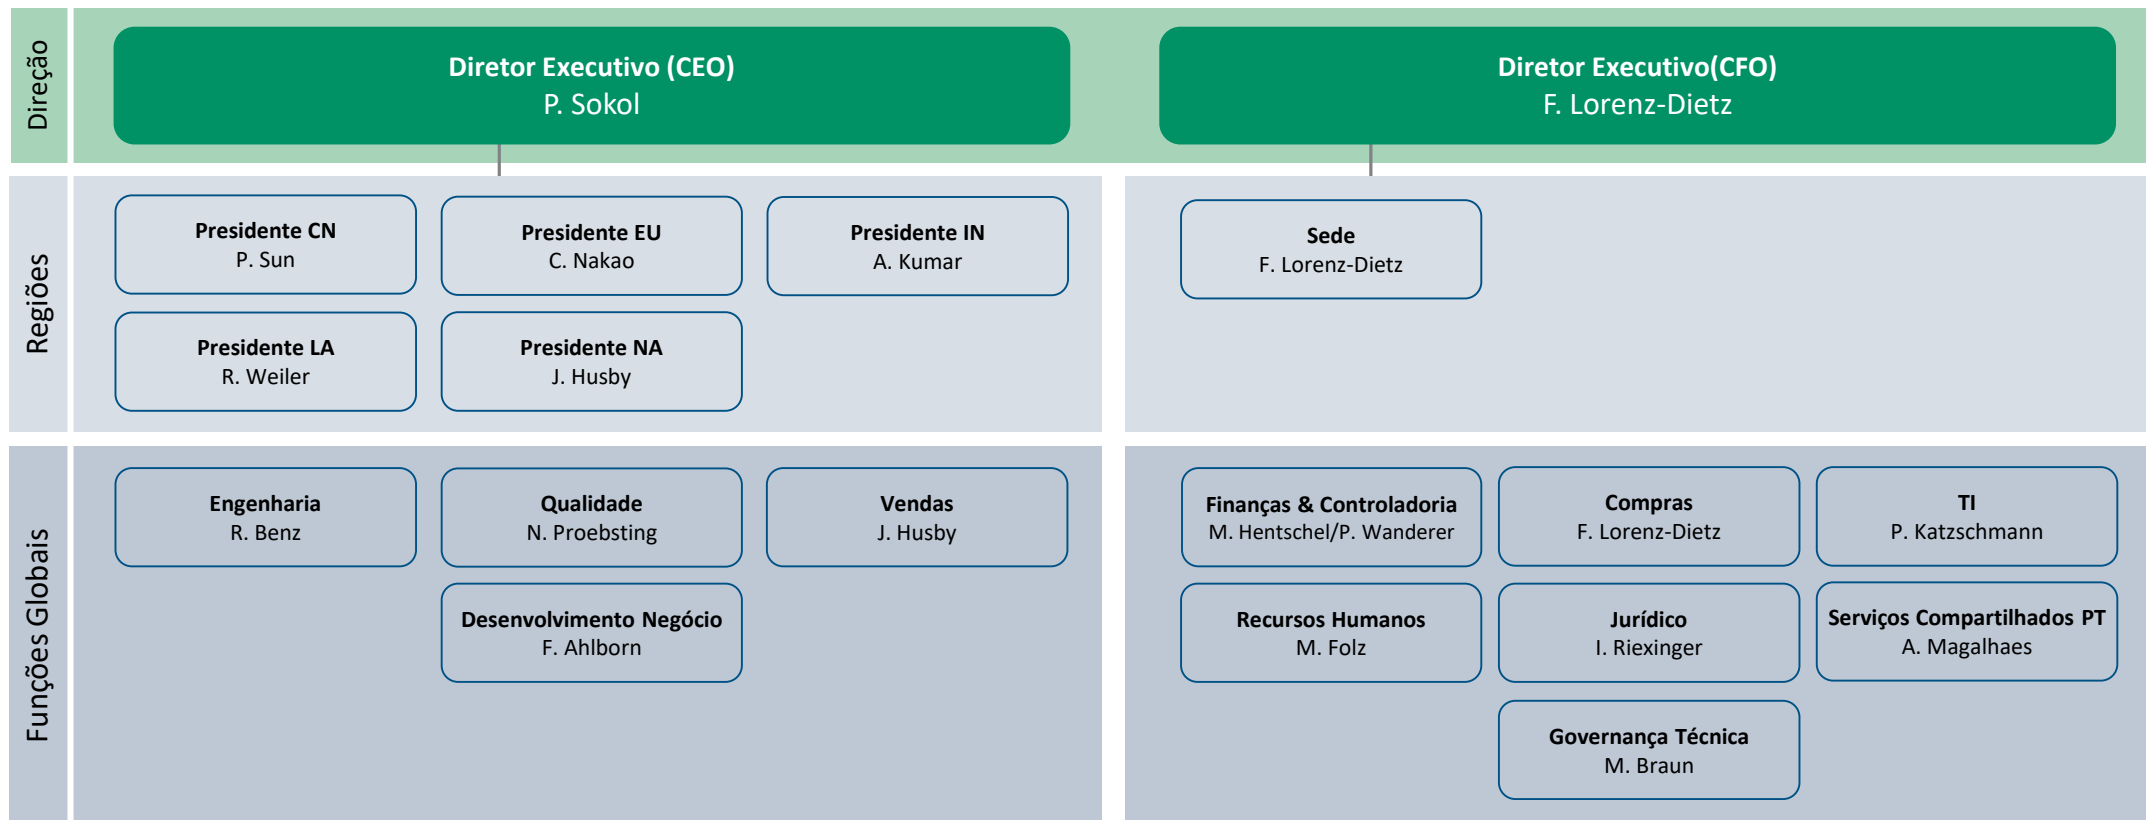 Direção
Diretor Executivo (CEO)
P. Sokol
Diretor Executivo(CFO)
F. Lorenz-Dietz
Regiões
Presidente CN
P. Sun
Presidente EU
C. Nakao
Presidente IN
A. Kumar
Presidente LA
R. Weiler
Presidente NA
J. Husby
Sede
F. Lorenz-Dietz
Funções Globais
Engenharia
R. Benz
Qualidade
N. Proebsting
Vendas
J. Husby
Desenvolvimento Negócio
F. Ahlborn
Finanças & Controladoria
M. Hentschel/P. Wanderer
Compras
F. Lorenz-Dietz
TI
P. Katzschmann
Recursos Humanos
M. Folz
Jurídico
I. Riexinger
Serviços Compartilhados PT
A. Magalhaes
Governança Técnica
M. Braun